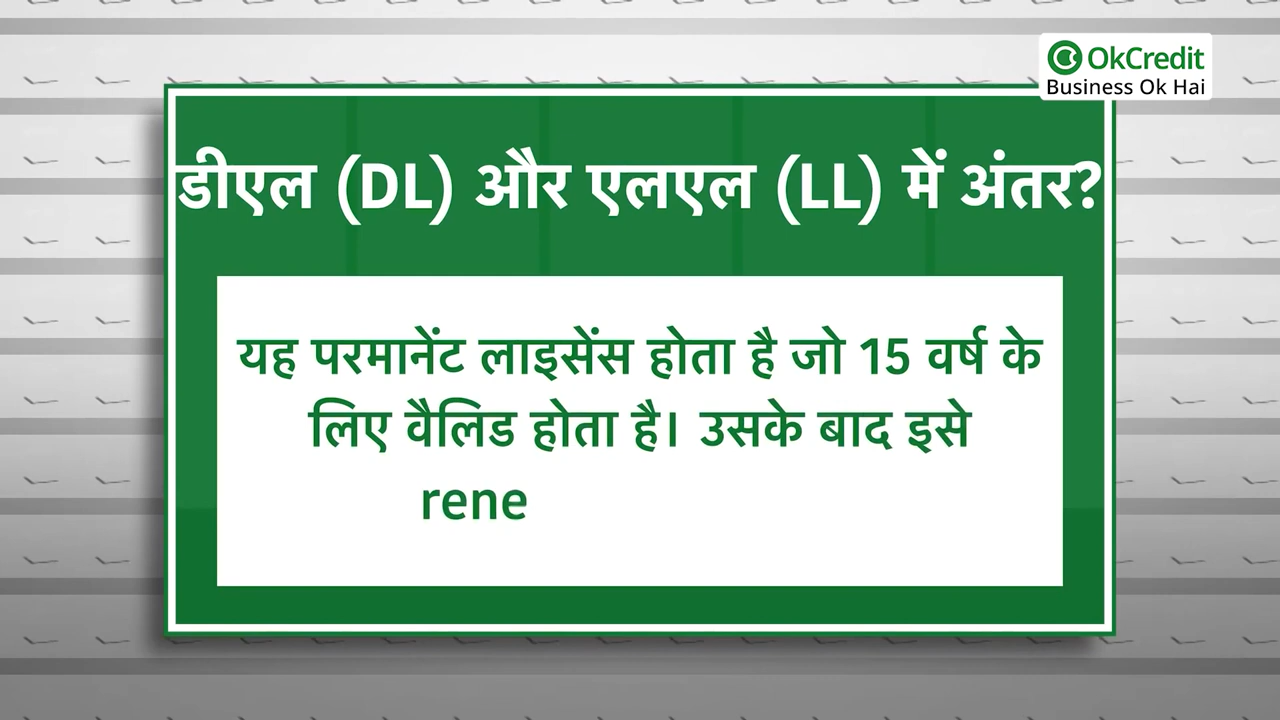 OkCredit
Business Ok Hai
डीएल (DL) और एलएल (LL) में अंतर?
यह परमानेंट लाइसेंस होता है जो 15 वर्ष के
लिए वैलिड होता है। उसके बाद इसे
rene